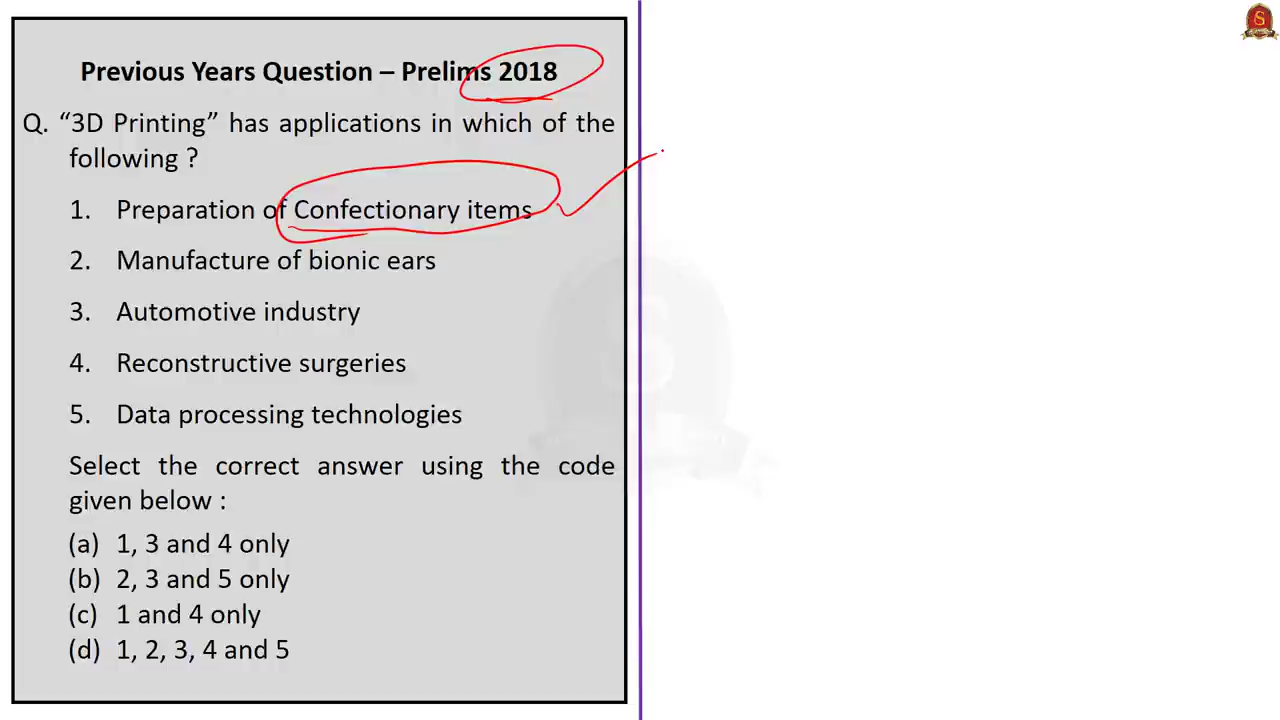 Previous Years Question – Prelims 2018
Q. “3D Printing” has applications in which of the
following ?
1. Preparation of Confectionary items
2. Manufacture of bionic ears
3. Automotive industry
4. Reconstructive surgeries
5. Data processing technologies
Select the correct answer using the code
given below :
(a) 1, 3 and 4 only
(b) 2, 3 and 5 only
(c) 1 and 4 only
(d) 1, 2, 3, 4 and 5
S